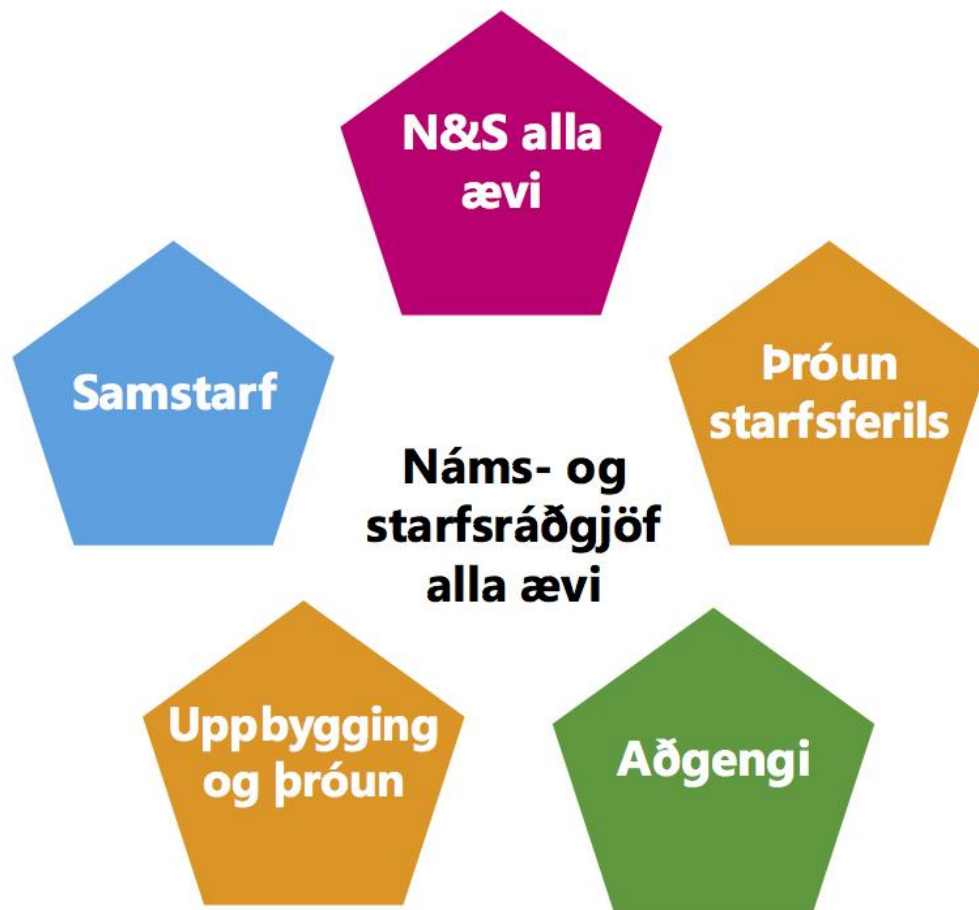 N&S alla
ævi
Þróun
starfsferils
Aðgengi
Uppbygging
og þróun
Samstarf
Náms- og
starfsráðgjöf
alla ævi